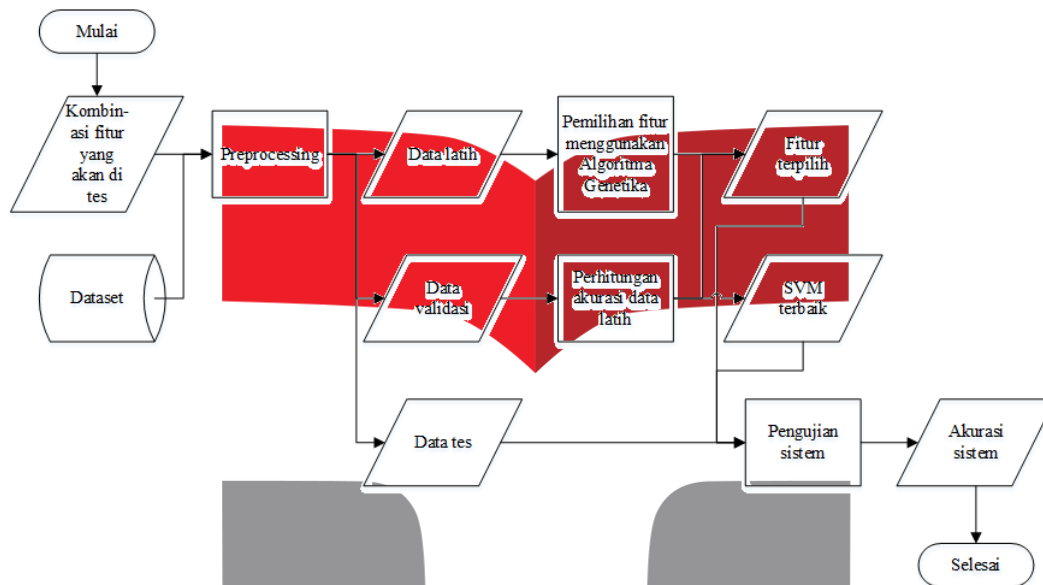 Mulai
Kombin-
asi fitur
yang
akan di
tes
Preprocessing
Data latih
Pemilihan fitur
menggunakan
Algoritma
Genetika
Fitur
terpilih
Dataset
Data
validasi
Perhitungan
akurasi data
latih
SVM
terbaik
Data tes
Pengujian
sistem
Akurasi
sistem
Selesai